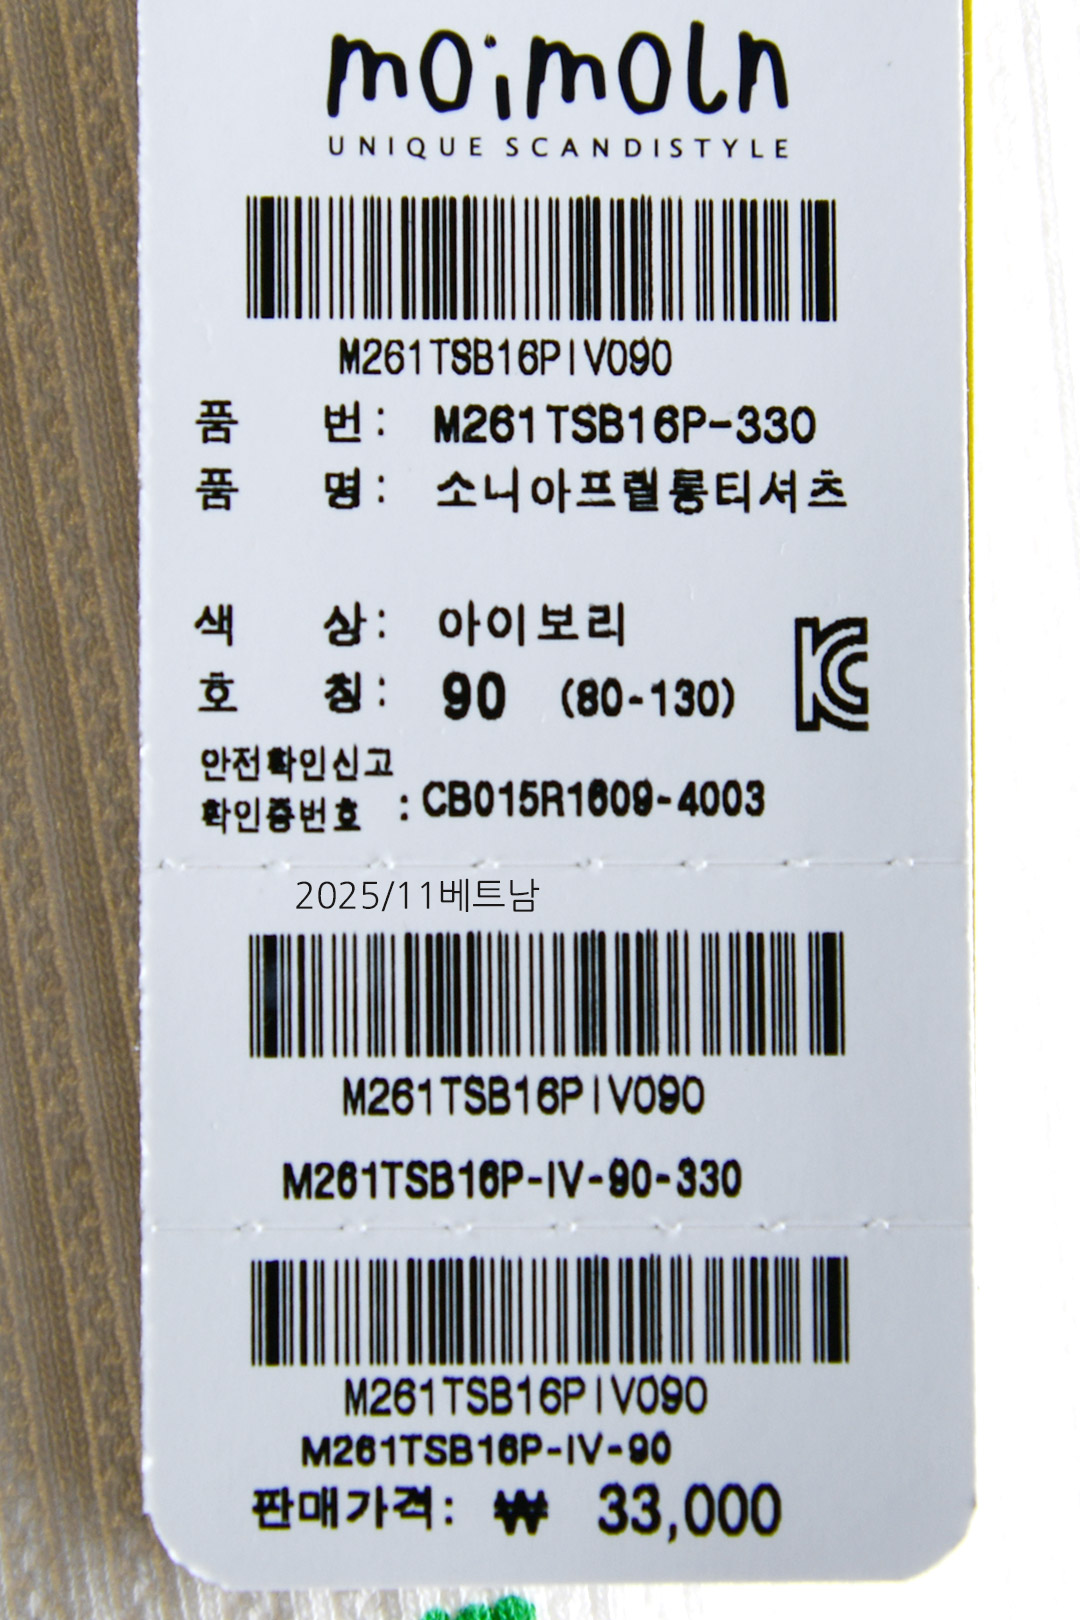 moimoln
UNIQUE SCANDISTYLE
M261TSB16PIV090
품 번: M261TSB16P-330
품 명: 소니아프릴롱티셔츠
색 상: 아이보리
호 칭: 90 (80-130)
안전확인신고
확인증번호 : CB015R1609-4003
2025/11베트남
M261TSB16PIV090
M261TSB16P-IV-90-330
M261TSB16PIV090
M261TSB16P-IV-90
판매가격: ₩ 33,000